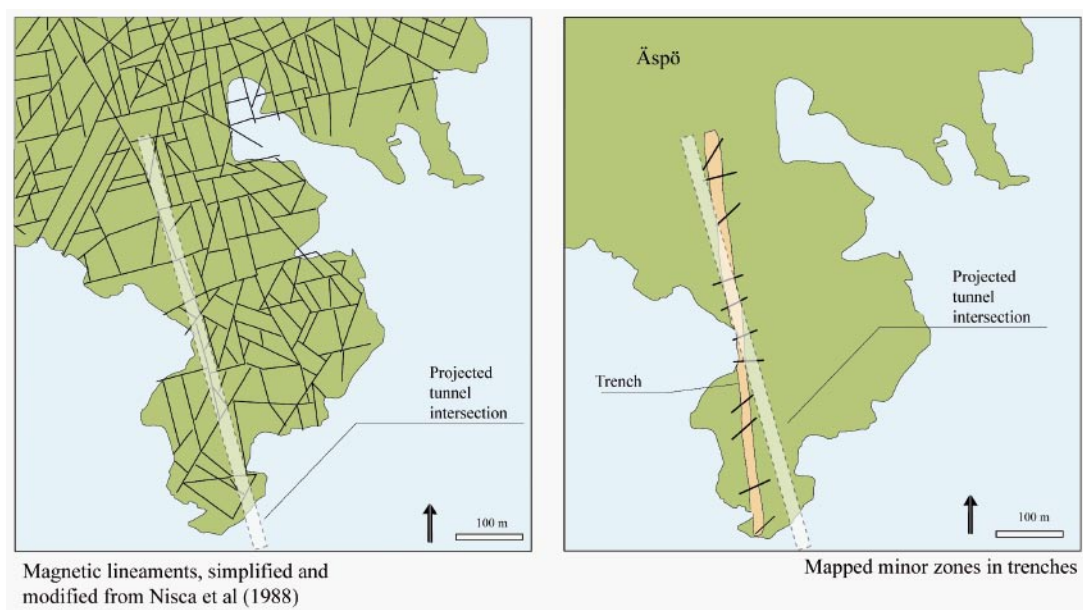 Projected
tunnel
intersection
100 m
Magnetic lineaments, simplified and
modified from Nisca et al (1988)
Äspö
Projected
tunnel
intersection
Trench
100 m
Mapped minor zones in trenches